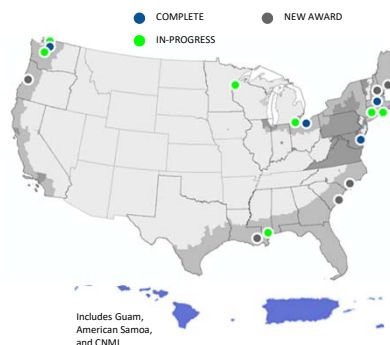 COMPLETE
NEW AWARD
IN-PROGRESS
Includes Guam,
American Samoa,
and CNMI